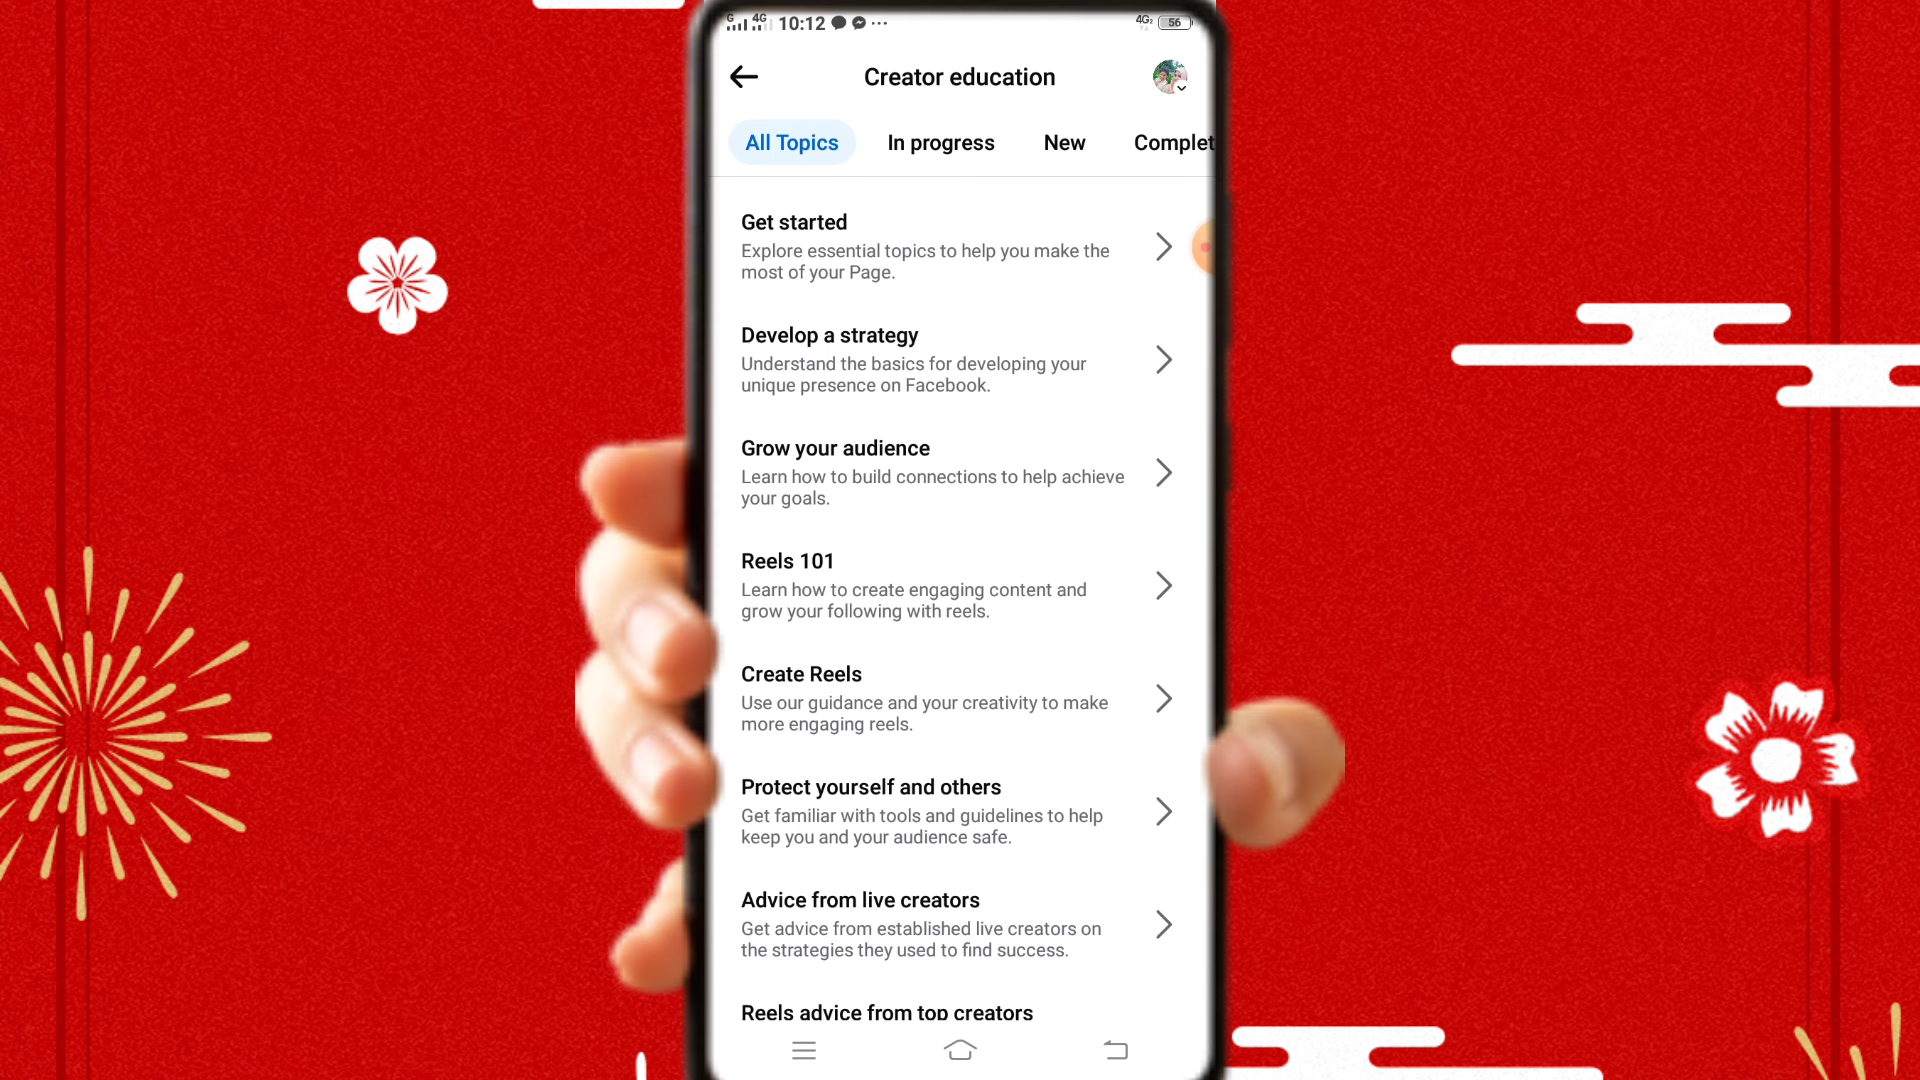 G 4G 10:12 4G2 56
Creator education
All Topics In progress New Complet
Get started
Explore essential topics to help you make the
most of your Page.
Develop a strategy
Understand the basics for developing your
unique presence on Facebook.
Grow your audience
Learn how to build connections to help achieve
your goals.
Reels 101
Learn how to create engaging content and
grow your following with reels.
Create Reels
Use our guidance and your creativity to make
more engaging reels.
Protect yourself and others
Get familiar with tools and guidelines to help
keep you and your audience safe.
Advice from live creators
Get advice from established live creators on
the strategies they used to find success.
Reels advice from top creators